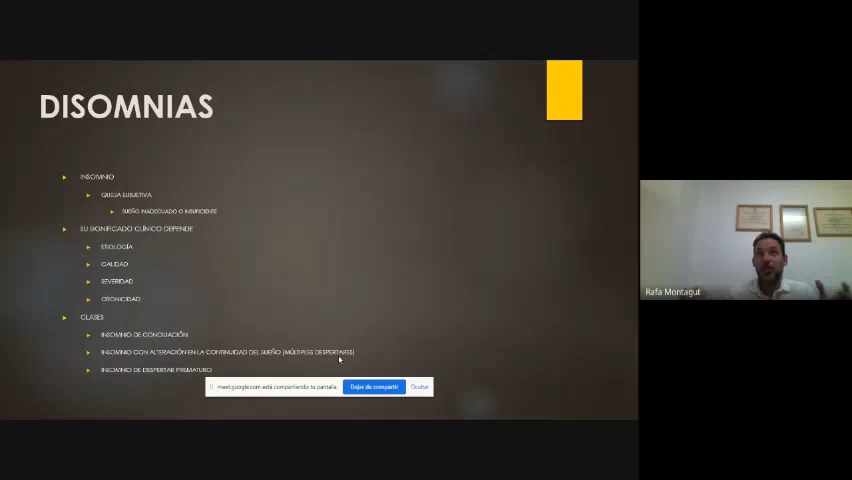 DISOMNIAS
INSOMNIO
QUEJA SUBJETIVA
SUEÑO INADECUADO O INSUFICIENTE
SU SIGNIFICADO CLÍNICO DEPENDE
ETIOLOGÍA
CALIDAD
SEVERIDAD
CRONICIDAD
CLASES
INSOMNIO DE CONCILIACIÓN
INSOMNIO CON ALTERACIÓN EN LA CONTINUIDAD DEL SUEÑO (MÚLTIPLES DESPERTARES)
INSOMNIO DE DESPERTAR PREMATURO
meet.google.com está compartiendo tu pantalla.
Dejar de compartir
Ocultar
Rafa Montagut